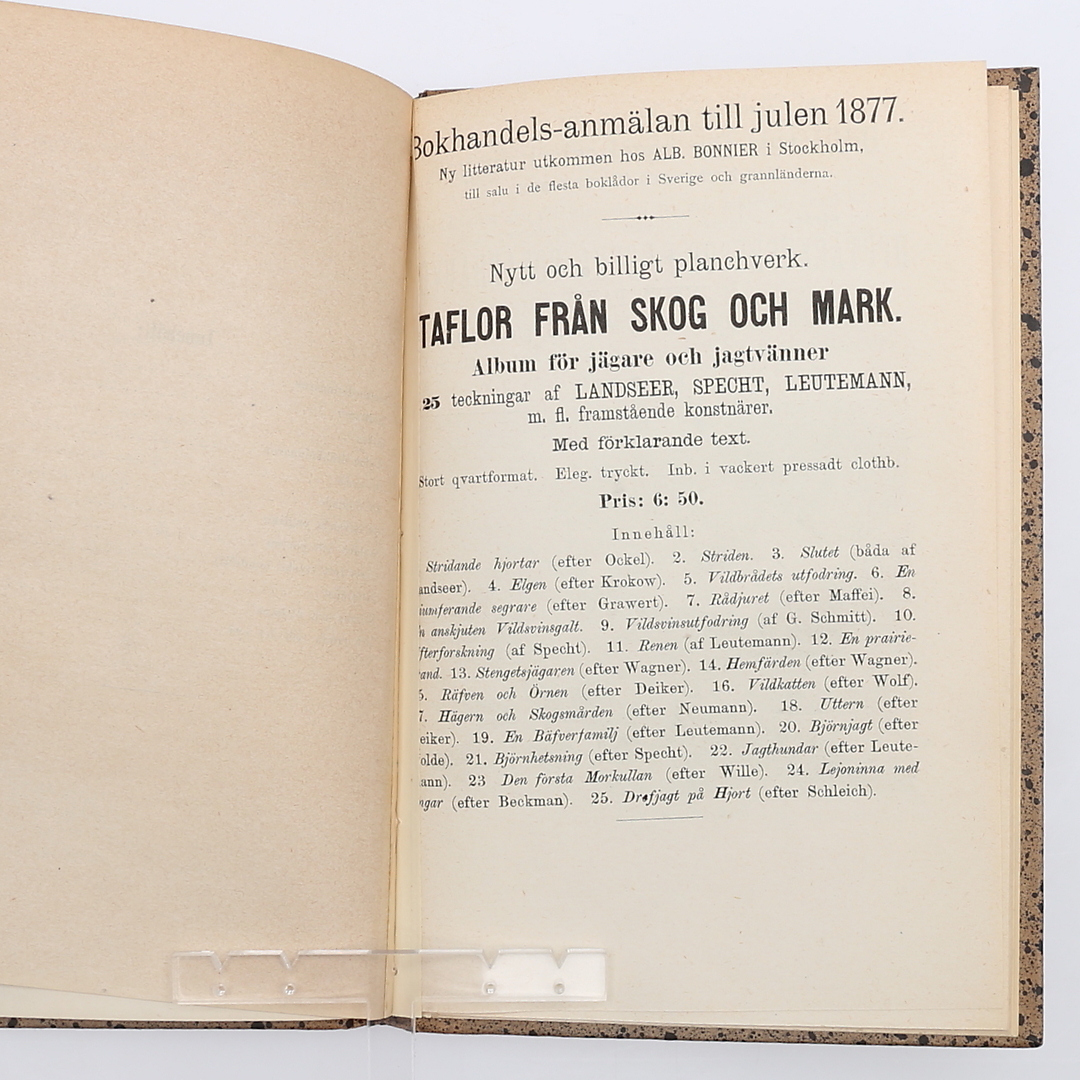 Bokhandels-anmälan till julen 1877.
Ny litteratur utkommen hos ALB. BONNIER i Stockholm,
till salu i de flesta boklådor i Sverige och grannländerna.
Nytt och billigt planchverk.
TAFLOR FRÅN SKOG OCH MARK.
Album för jägare och jagtvänner
25 teckningar af LANDSEER, SPECHT, LEUTEMANN,
m. fl. framstående konstnärer.
Med förklarande text.
Stort qvartformat. Eleg. tryckt. Inb. i vackert pressadt clothb.
Pris: 6: 50.
Innehåll:
Stridande hjortar (efter Ockel). 2. Striden. 3. Slutet (båda af
andseer). 4. Elgen (efter Krokow). 5. Vildbrådets utfodring. 6. En
iumferande segrare (efter Grawert). 7. Rådjuret (efter Maffei). 8.
n anskjuten Vildsvinsgalt. 9. Vildsvinsutfodring (af G. Schmitt). 10.
fterforskning (af Specht). 11. Renen (af Leutemann). 12. En prairie-
and. 13. Stengetsjägaren (efter Wagner). 14. Hemfärden (efter Wagner).
5. Räfven och Örnen (efter Deiker). 16. Vildkatten (efter Wolf).
7. Hägern och Skogsmården (efter Neumann). 18. Uttern (efter
eiker). 19. En Bäfverfamilj (efter Leutemann). 20. Björnjagt (efter
olde). 21. Björnhetsning (efter Specht). 22. Jagthundar (efter Leute-
ann). 23 Den första Morkullan (efter Wille). 24. Lejoninna med
ngar (efter Beckman). 25. Drefjagt på Hjort (efter Schleich).